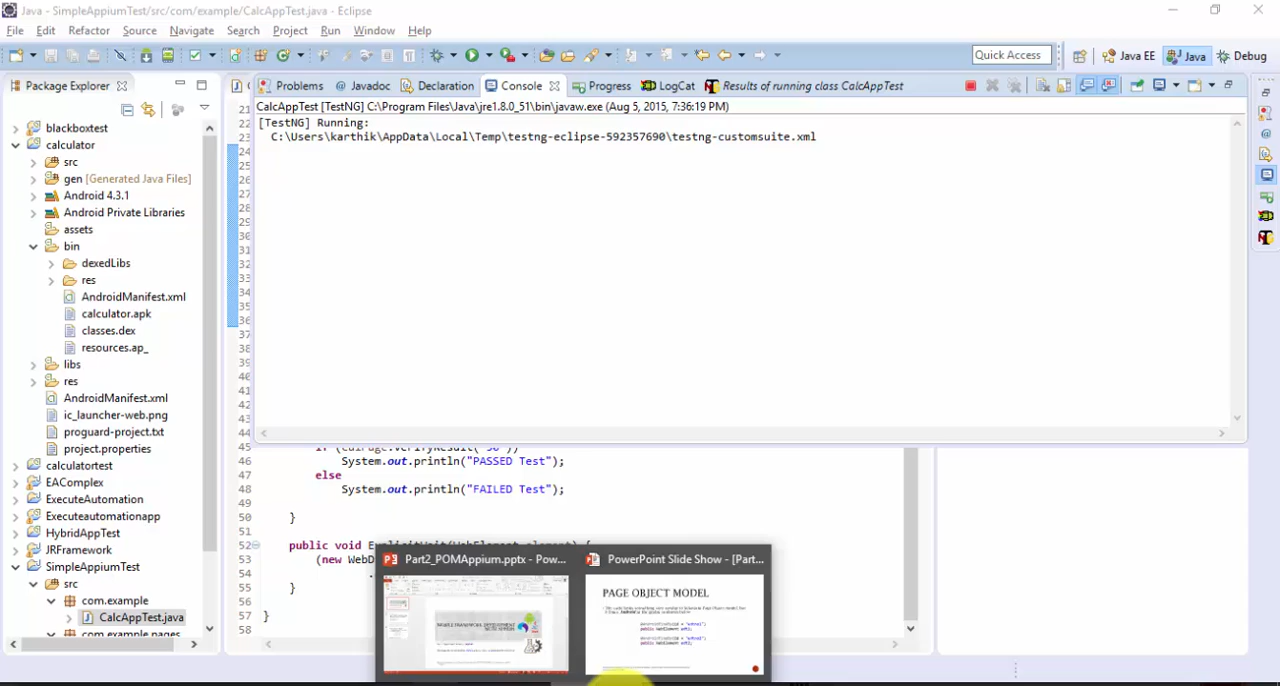 Java - SimpleAppiumTest/src/com/example/CalcAppTest.java - Eclipse
File Edit Refactor Source Navigate Search Project Run Window Help
Quick Access Java EE Java Debug
Package Explorer
Problems Javadoc Declaration Console Progress LogCat Results of running class CalcAppTest
CalcAppTest [TestNG] C:\Program Files\Java\jre1.8.0_51\bin\javaw.exe (Aug 5, 2015, 7:36:19 PM)
[TestNG] Running:
C:\Users\karthik\AppData\Local\Temp\testng-eclipse-592357690\testng-customsuite.xml
blackboxtest
calculator
src
gen [Generated Java Files]
Android 4.3.1
Android Private Libraries
assets
bin
dexedLibs
res
AndroidManifest.xml
calculator.apk
classes.dex
resources.ap_
libs
res
AndroidManifest.xml
ic_launcher-web.png
proguard-project.txt
project.properties
calculatortest
EAComplex
ExecuteAutomation
Executeautomationapp
HybridAppTest
JRFramework
SimpleAppiumTest
src
com.example
CalcAppTest.java
com.example.pages
21
22
23
24
25
26
27
28
29
30
31
32
33
34
35
36
37
38
39
40
41
42
43
44
45
46 System.out.println("PASSED Test");
47 else
48 System.out.println("FAILED Test");
49
50 }
51
52 public void ExplicitWait(WebElement element) {
53 (new WebD
54 .
55 }
56
57 }
58
Part2_POMAppium.pptx - Pow...
PowerPoint Slide Show - [Part...
PAGE OBJECT MODEL